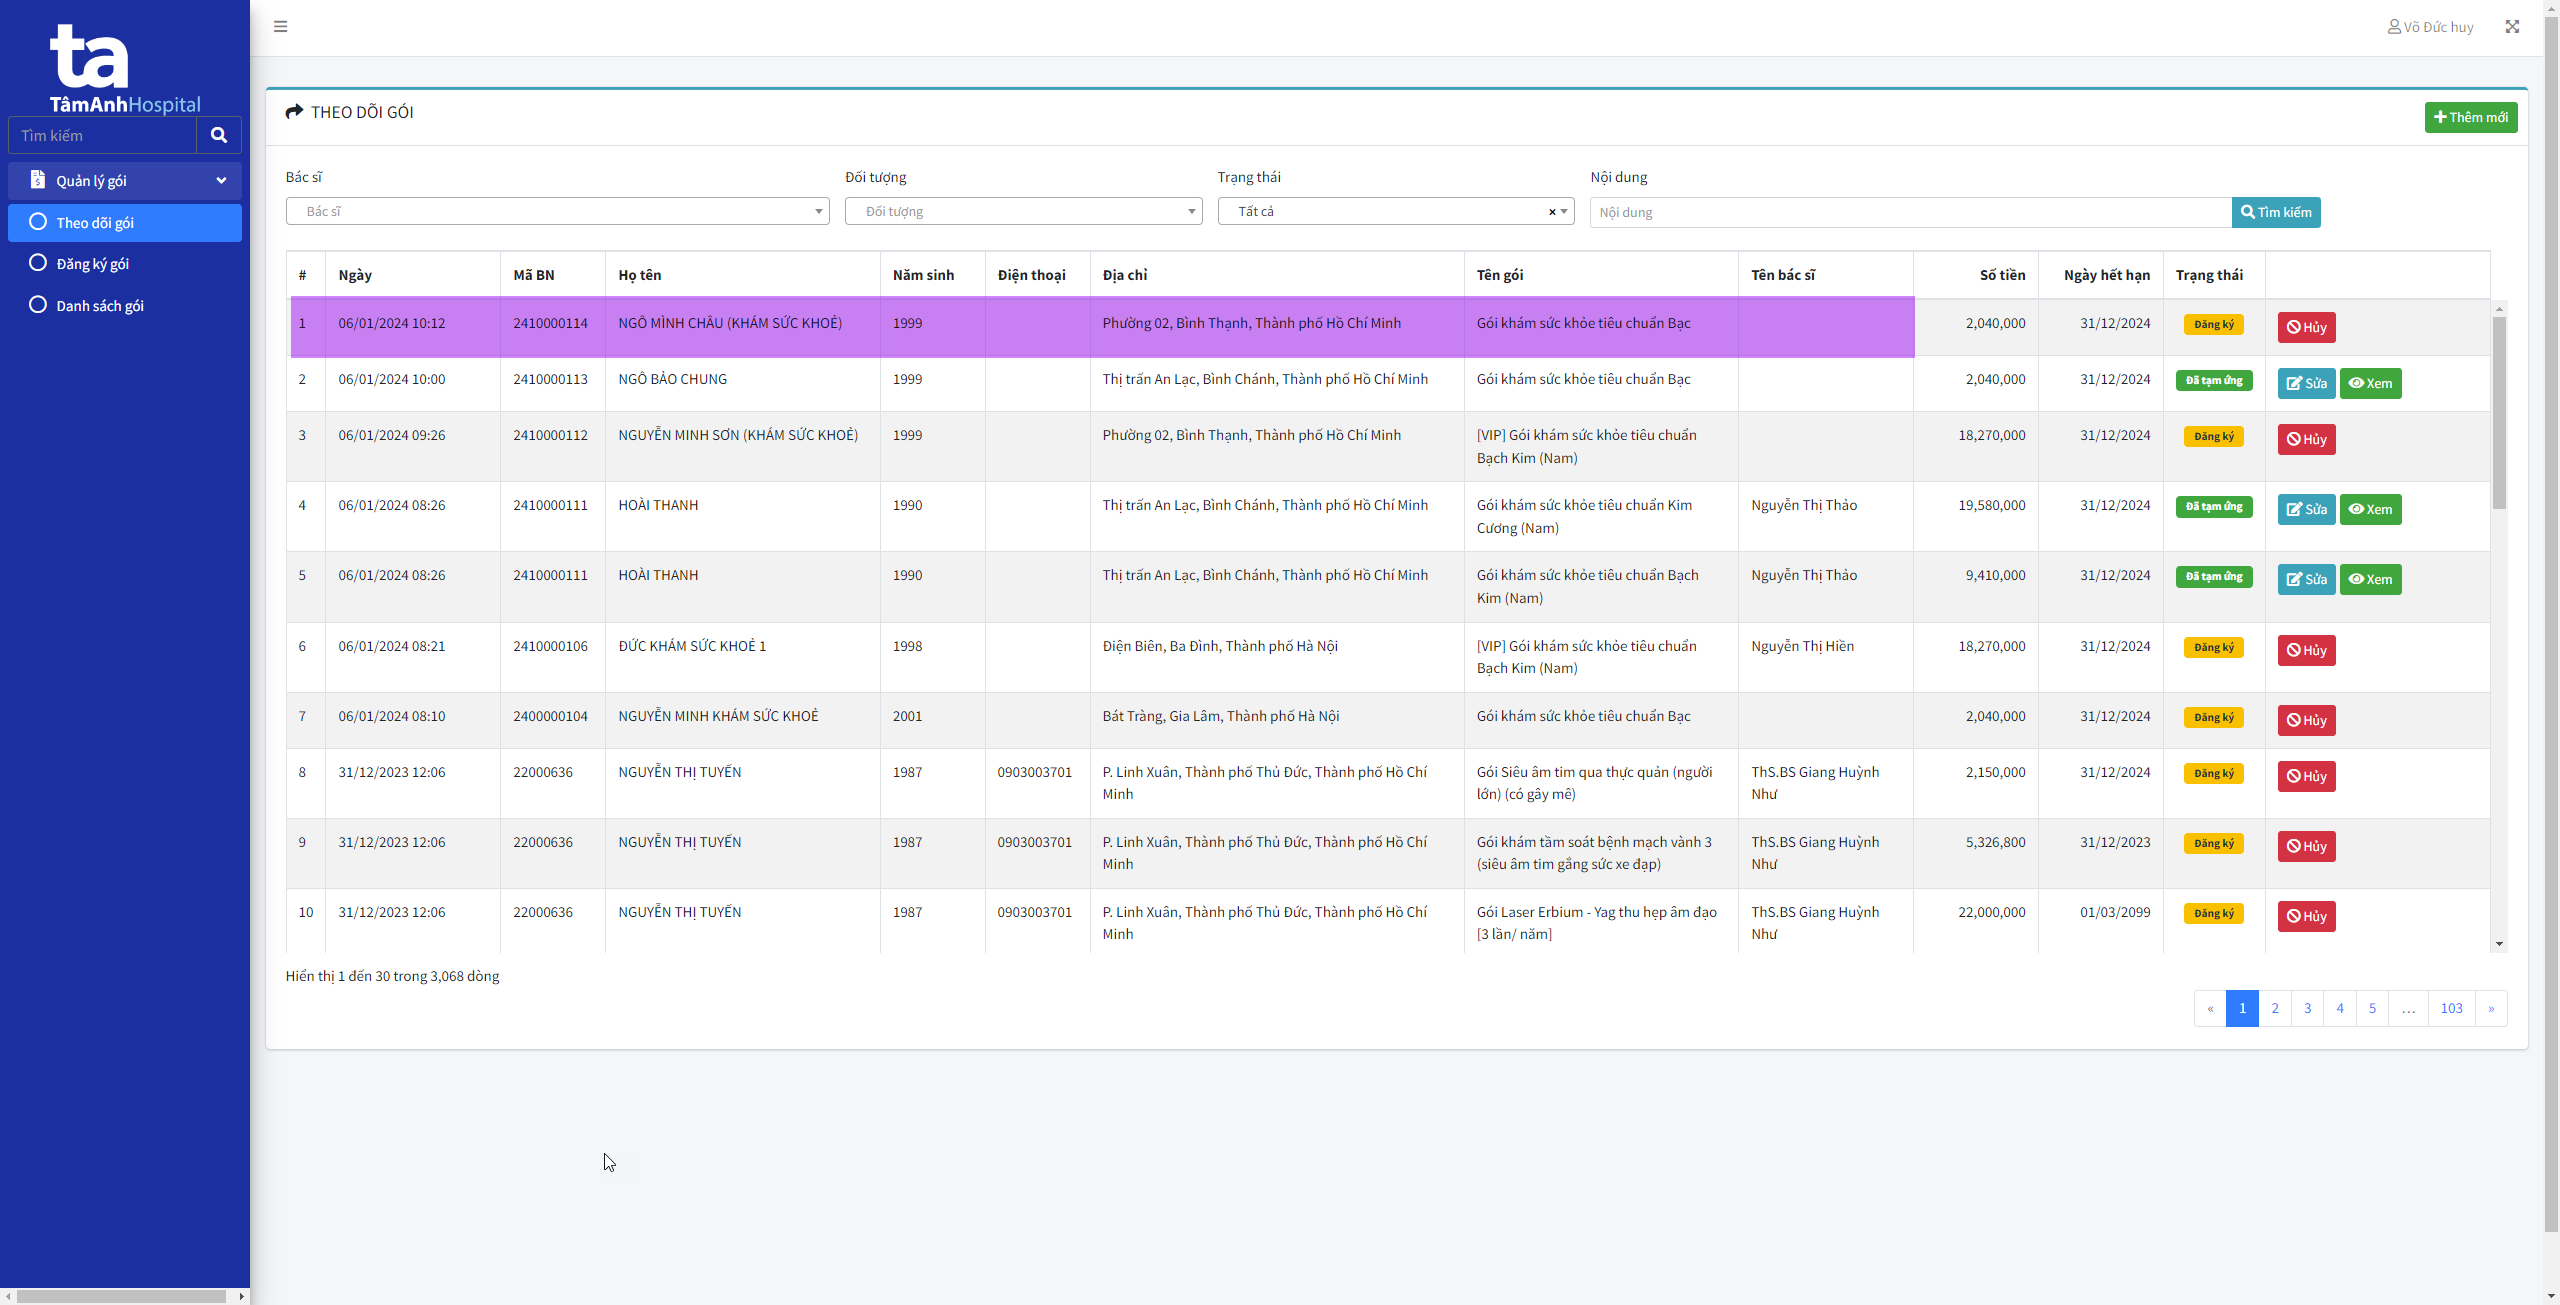 ta
TâmAnhHospital
Tìm kiếm
Quản lý gói
Theo dõi gói
Đăng ký gói
Danh sách gói
Võ Đức huy
THEO DÕI GÓI
Thêm mới
Bác sĩ
Đối tượng
Trạng thái
Nội dung
Bác sĩ
Đối tượng
Tất cả
×
Nội dung
Tìm kiếm
# Ngày Mã BN Họ tên Năm sinh Điện thoại Địa chỉ Tên gói Tên bác sĩ Số tiền Ngày hết hạn Trạng thái
1 06/01/2024 10:12 2410000114 NGÔ MÌNH CHÂU (KHÁM SỨC KHOẺ) 1999 Phường 02, Bình Thạnh, Thành phố Hồ Chí Minh Gói khám sức khỏe tiêu chuẩn Bạc 2,040,000 31/12/2024 Đăng ký Hủy
2 06/01/2024 10:00 2410000113 NGÔ BẢO CHUNG 1999 Thị trấn An Lạc, Bình Chánh, Thành phố Hồ Chí Minh Gói khám sức khỏe tiêu chuẩn Bạc 2,040,000 31/12/2024 Đã tạm ứng Sửa Xem
3 06/01/2024 09:26 2410000112 NGUYỄN MINH SƠN (KHÁM SỨC KHOẺ) 1999 Phường 02, Bình Thạnh, Thành phố Hồ Chí Minh [VIP] Gói khám sức khỏe tiêu chuẩn 18,270,000 31/12/2024 Đăng ký Hủy
Bạch Kim (Nam)
4 06/01/2024 08:26 2410000111 HOÀI THANH 1990 Thị trấn An Lạc, Bình Chánh, Thành phố Hồ Chí Minh Gói khám sức khỏe tiêu chuẩn Kim Nguyễn Thị Thảo 19,580,000 31/12/2024 Đã tạm ứng Sửa Xem
Cương (Nam)
5 06/01/2024 08:26 2410000111 HOÀI THANH 1990 Thị trấn An Lạc, Bình Chánh, Thành phố Hồ Chí Minh Gói khám sức khỏe tiêu chuẩn Bạch Nguyễn Thị Thảo 9,410,000 31/12/2024 Đã tạm ứng Sửa Xem
Kim (Nam)
6 06/01/2024 08:21 2410000106 ĐỨC KHÁM SỨC KHOẺ 1 1998 Điện Biên, Ba Đình, Thành phố Hà Nội [VIP] Gói khám sức khỏe tiêu chuẩn Nguyễn Thị Hiền 18,270,000 31/12/2024 Đăng ký Hủy
Bạch Kim (Nam)
7 06/01/2024 08:10 2400000104 NGUYỄN MINH KHÁM SỨC KHOẺ 2001 Bát Tràng, Gia Lâm, Thành phố Hà Nội Gói khám sức khỏe tiêu chuẩn Bạc 2,040,000 31/12/2024 Đăng ký Hủy
8 31/12/2023 12:06 22000636 NGUYỄN THỊ TUYẾN 1987 0903003701 P. Linh Xuân, Thành phố Thủ Đức, Thành phố Hồ Chí Gói Siêu âm tim qua thực quản (người ThS.BS Giang Huỳnh 2,150,000 31/12/2024 Đăng ký Hủy
Minh lớn) (có gây mê) Như
9 31/12/2023 12:06 22000636 NGUYỄN THỊ TUYẾN 1987 0903003701 P. Linh Xuân, Thành phố Thủ Đức, Thành phố Hồ Chí Gói khám tầm soát bệnh mạch vành 3 ThS.BS Giang Huỳnh 5,326,800 31/12/2023 Đăng ký Hủy
Minh (siêu âm tim gắng sức xe đạp) Như
10 31/12/2023 12:06 22000636 NGUYỄN THỊ TUYẾN 1987 0903003701 P. Linh Xuân, Thành phố Thủ Đức, Thành phố Hồ Chí Gói Laser Erbium - Yag thu hẹp âm đạo ThS.BS Giang Huỳnh 22,000,000 01/03/2099 Đăng ký Hủy
Minh [3 lần/ năm] Như
Hiển thị 1 đến 30 trong 3,068 dòng
« 1 2 3 4 5 ... 103 »